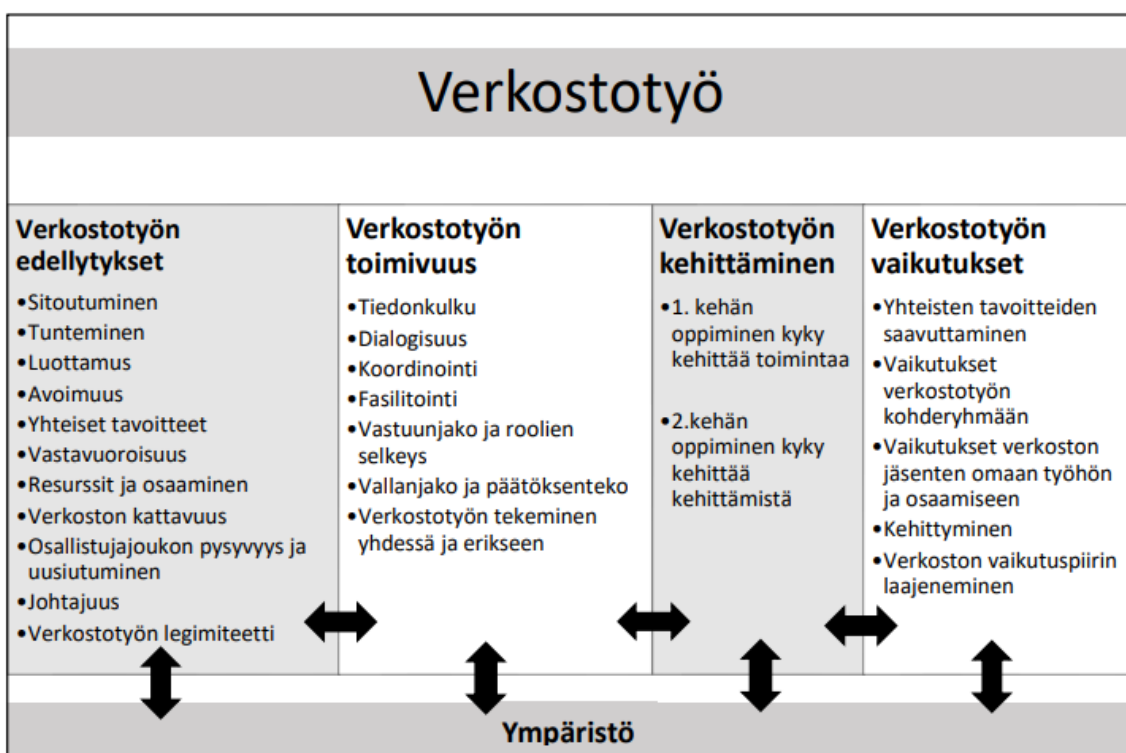 Verkostotyö
Verkostotyön
edellytykset
•Sitoutuminen
•Tunteminen
•Luottamus
•Avoimuus
•Yhteiset tavoitteet
•Vastavuoroisuus
•Resurssit ja osaaminen
•Verkoston kattavuus
•Osallistujajoukon pysyvyys ja
uusiutuminen
•Johtajuus
•Verkostotyön legimiteetti
Verkostotyön
toimivuus
•Tiedonkulku
•Dialogisuus
•Koordinointi
•Fasilitointi
•Vastuunjako ja roolien
selkeys
•Vallanjako ja päätöksenteko
•Verkostotyön tekeminen
yhdessä ja erikseen
Verkostotyön
kehittäminen
•1. kehän
oppiminen kyky
kehittää toimintaa
•2.kehän
oppiminen kyky
kehittää
kehittämistä
Verkostotyön
vaikutukset
•Yhteisten tavoitteiden
saavuttaminen
•Vaikutukset
verkostotyön
kohderyhmään
•Vaikutukset verkoston
jäsenten omaan työhön
ja osaamiseen
•Kehittyminen
•Verkoston vaikutuspiirin
laajeneminen
Ympäristö